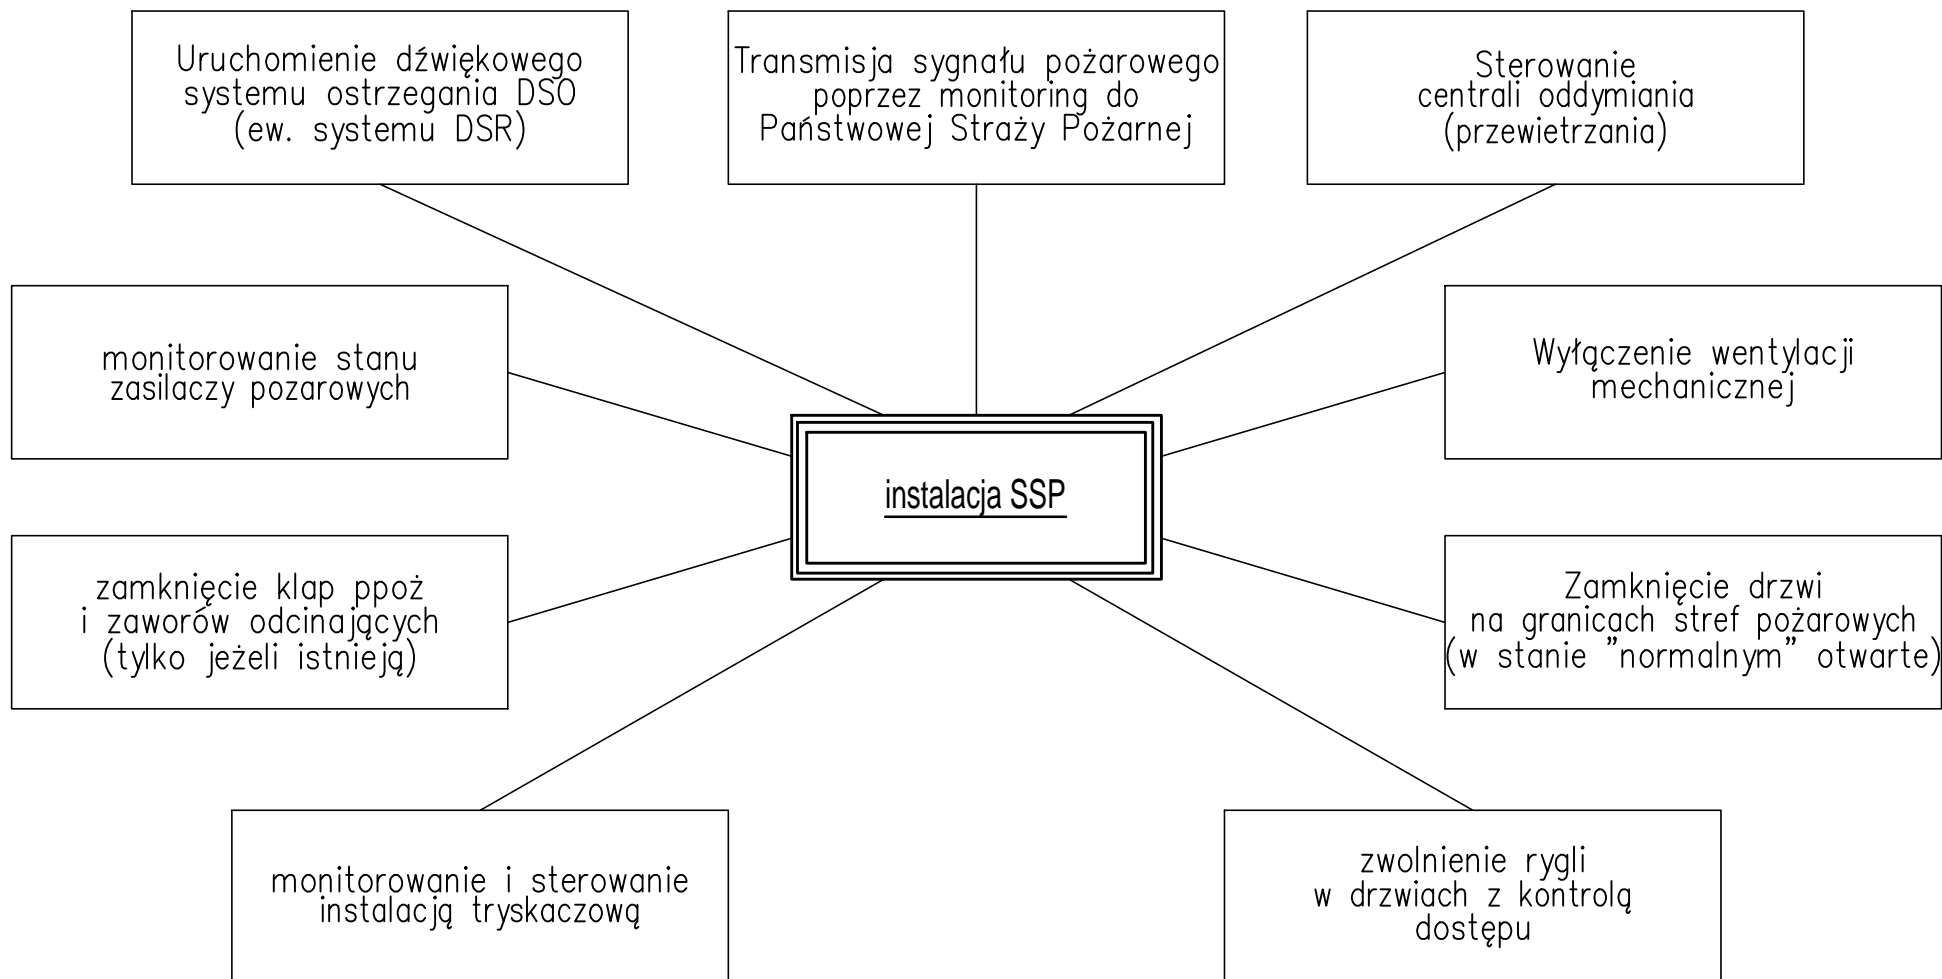 Uruchomienie dźwiękowego
systemu ostrzegania DSO
(ew. systemu DSR)
Transmisja sygnału pożarowego
poprzez monitoring do
Państwowej Straży Pożarnej
Sterowanie
centrali oddymiania
(przewietrzania)
monitorowanie stanu
zasilaczy pozarowych
Wyłączenie wentylacji
mechanicznej
instalacja SSP
zamknięcie klap ppoż
i zaworów odcinających
(tylko jeżeli istnieją)
Zamknięcie drzwi
na granicach stref pożarowych
(w stanie "normalnym" otwarte)
monitorowanie i sterowanie
instalacją tryskaczową
zwolnienie rygli
w drzwiach z kontrolą
dostępu